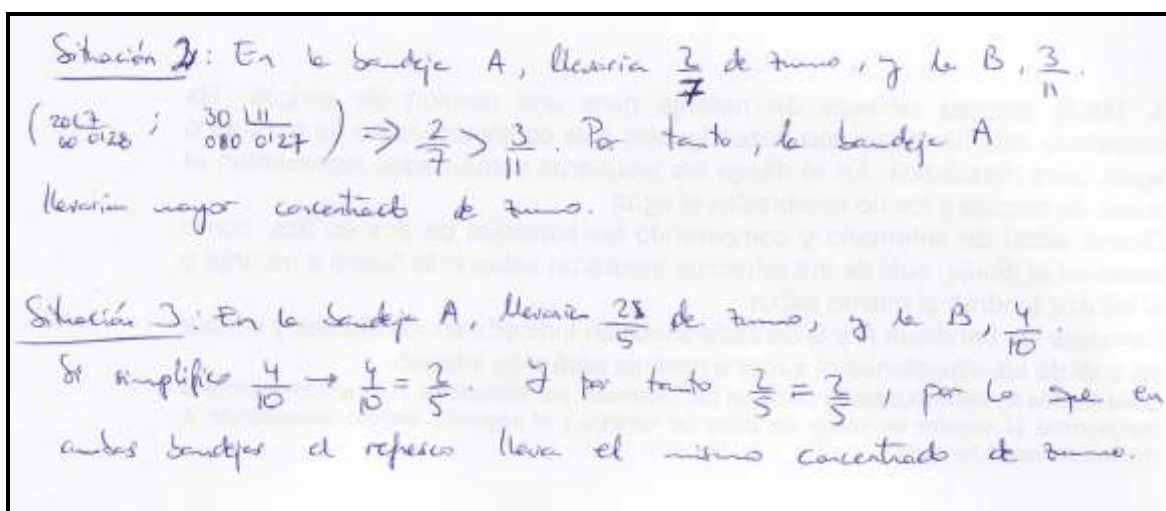 Situación 2: En la bandeja A, llevaría 2/7 de zumo, y la B, 3/11.
(20 |7 00 0'28 ; 30 |11 080 0'27) ⇒ 2/7 > 3/11. Por tanto, la bandeja A
llevaría mayor concentrado de zumo.
Situación 3: En la bandeja A, llevaría 2/5 de zumo, y la B, 4/10.
Si simplifico 4/10 → 4/10 = 2/5. Y por tanto 2/5 = 2/5, por lo que en
ambas bandejas el refresco lleva el mismo concentrado de zumo.